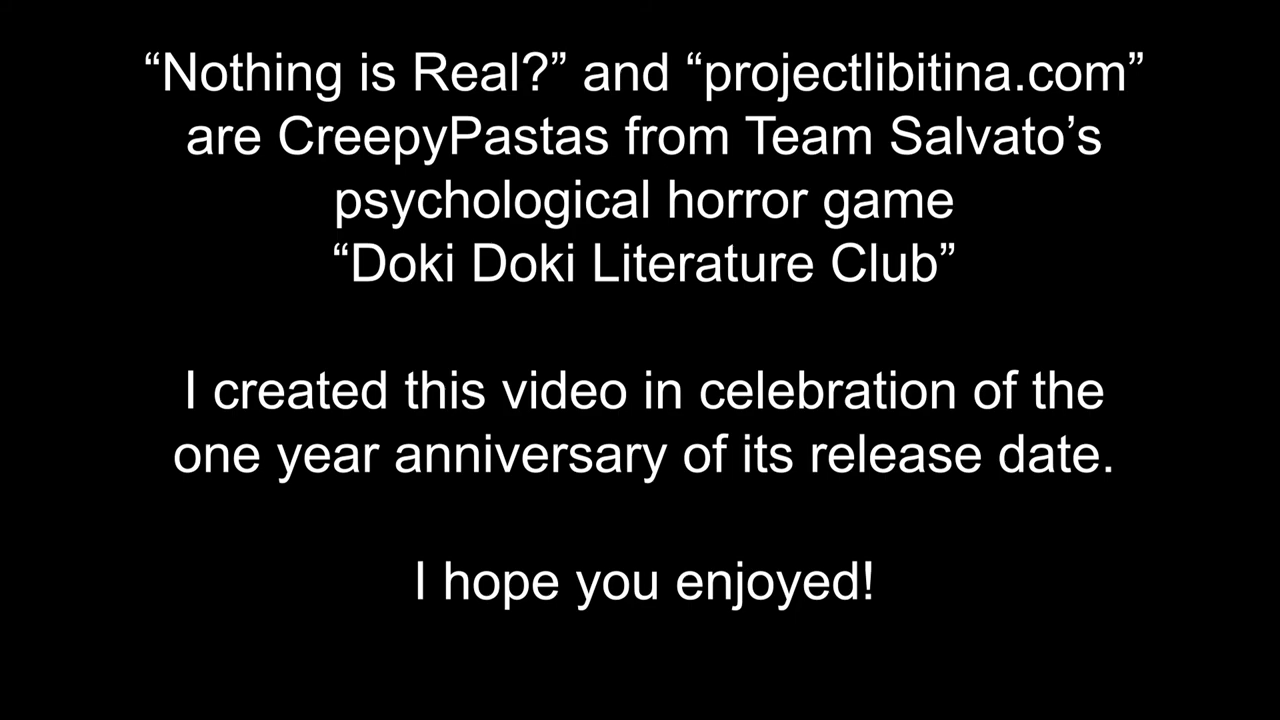 “Nothing is Real?” and “projectlibitina.com”
are CreepyPastas from Team Salvato’s
psychological horror game
“Doki Doki Literature Club”
I created this video in celebration of the
one year anniversary of its release date.
I hope you enjoyed!